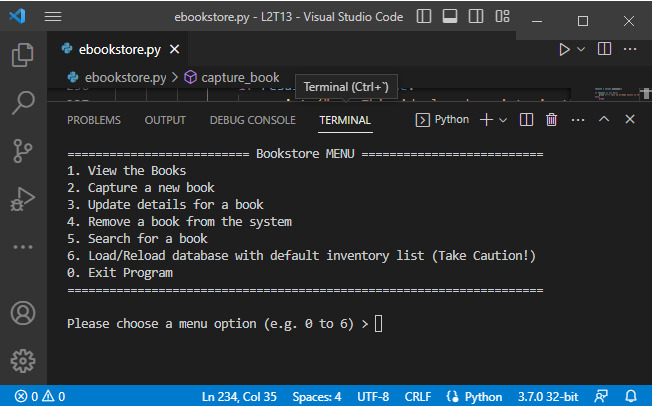 ebookstore.py - L2T13 - Visual Studio Code
ebookstore.py
ebookstore.py > capture_book
Terminal (Ctrl+`)
PROBLEMS OUTPUT DEBUG CONSOLE TERMINAL Python
========================== Bookstore MENU ==========================
1. View the Books
2. Capture a new book
3. Update details for a book
4. Remove a book from the system
5. Search for a book
6. Load/Reload database with default inventory list (Take Caution!)
0. Exit Program
====================================================================
Please choose a menu option (e.g. 0 to 6) >
0 0 Ln 234, Col 35 Spaces: 4 UTF-8 CRLF Python 3.7.0 32-bit